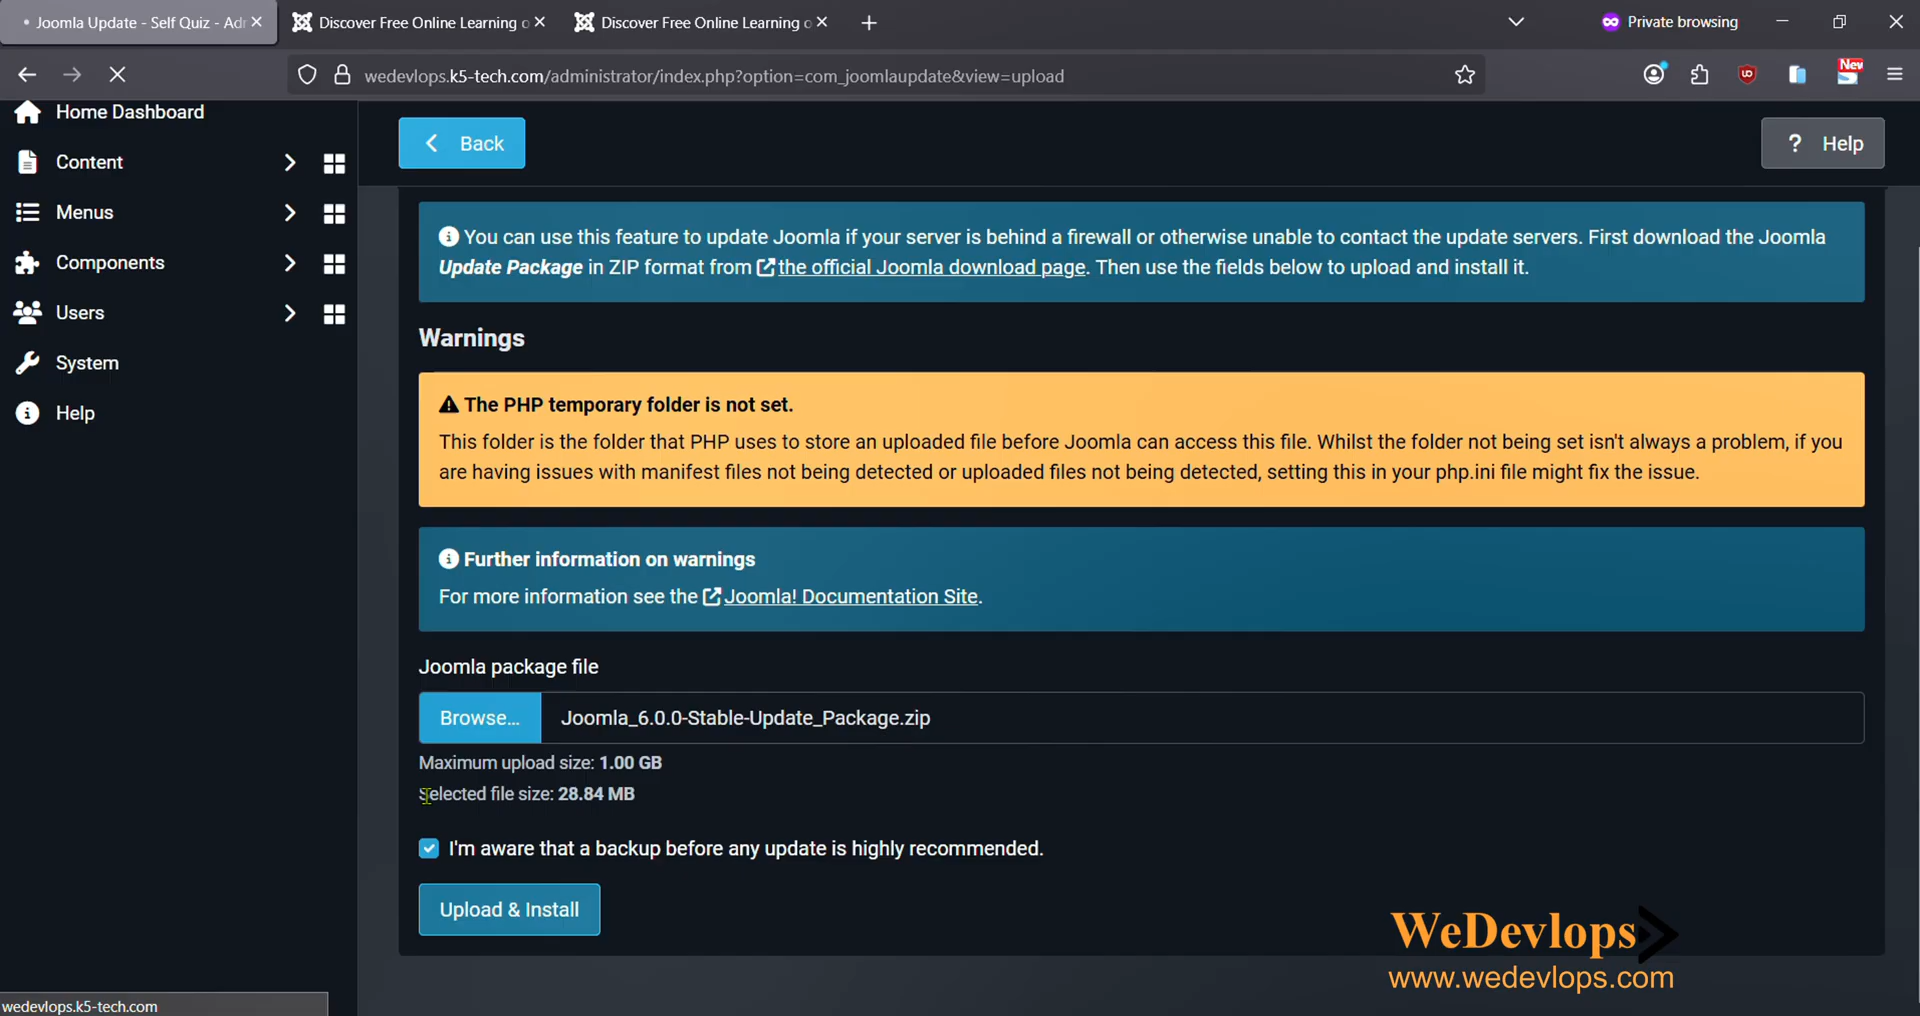 Joomla Update - Self Quiz - Adr
Discover Free Online Learning o
Discover Free Online Learning o
Private browsing
wedevlops.k5-tech.com/administrator/index.php?option=com_joomlaupdate&view=upload
New
Home Dashboard
Content
Menus
Components
Users
System
Help
Back
? Help
You can use this feature to update Joomla if your server is behind a firewall or otherwise unable to contact the update servers. First download the Joomla
Update Package in ZIP format from the official Joomla download page. Then use the fields below to upload and install it.
Warnings
The PHP temporary folder is not set.
This folder is the folder that PHP uses to store an uploaded file before Joomla can access this file. Whilst the folder not being set isn't always a problem, if you
are having issues with manifest files not being detected or uploaded files not being detected, setting this in your php.ini file might fix the issue.
Further information on warnings
For more information see the Joomla! Documentation Site.
Joomla package file
Browse... Joomla_6.0.0-Stable-Update_Package.zip
Maximum upload size: 1.00 GB
Selected file size: 28.84 MB
I'm aware that a backup before any update is highly recommended.
Upload & Install
WeDevlops
www.wedevlops.com
wedevlops.k5-tech.com